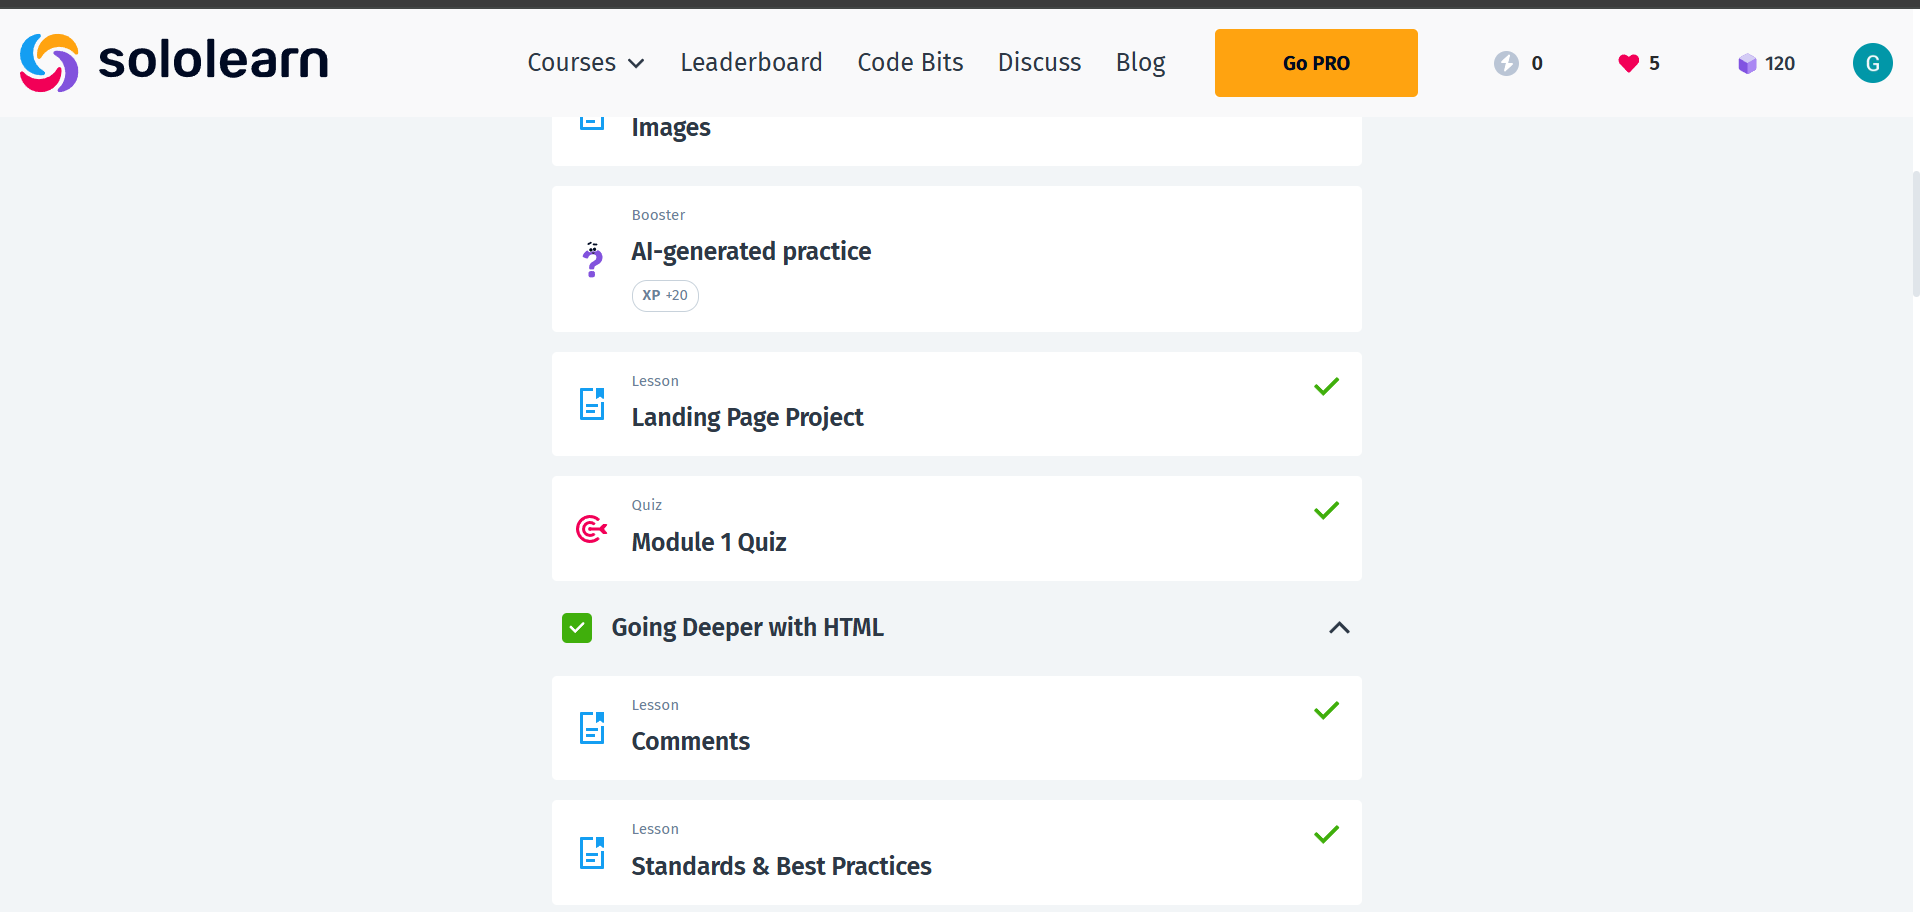 sololearn
Courses Leaderboard Code Bits Discuss Blog Go PRO 0 5 120 G
Images
Booster
AI-generated practice
XP +20
Lesson
Landing Page Project
Quiz
Module 1 Quiz
Going Deeper with HTML
Lesson
Comments
Lesson
Standards & Best Practices